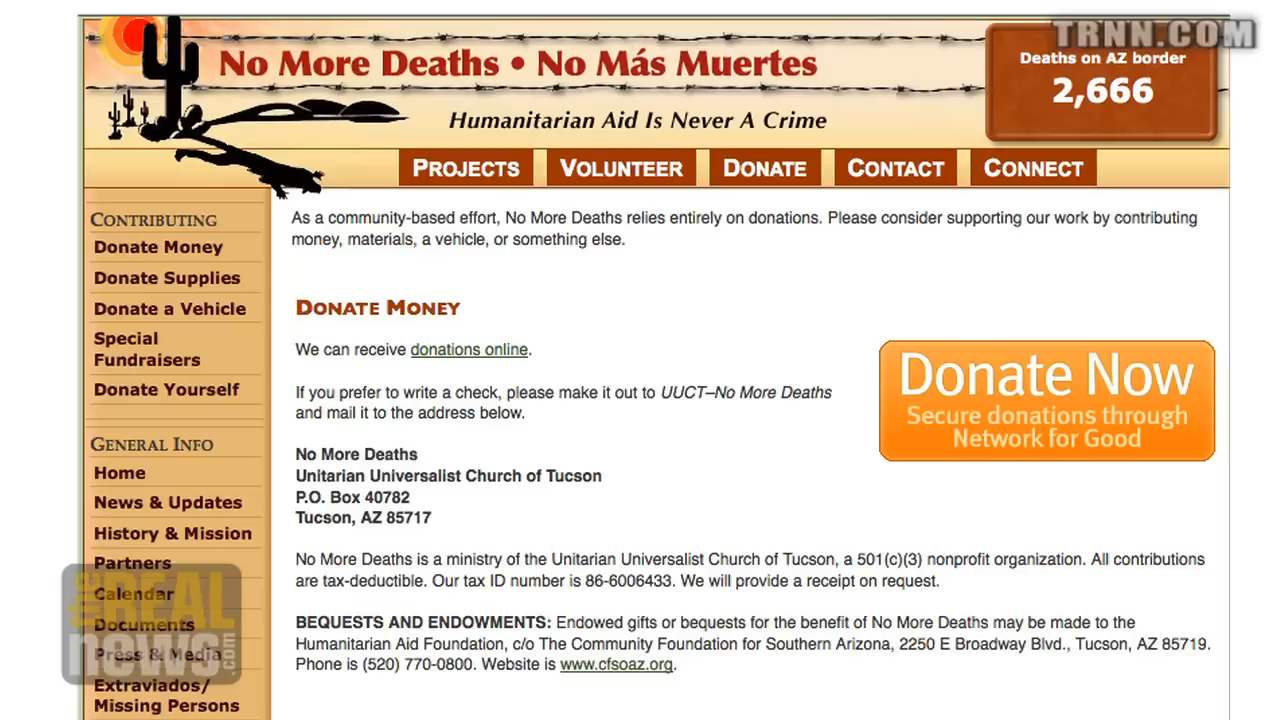 TRNN.COM
No More Deaths • No Más Muertes
Deaths on AZ border
2,666
Humanitarian Aid Is Never A Crime
PROJECTS
VOLUNTEER
DONATE
CONTACT
CONNECT
CONTRIBUTING
Donate Money
Donate Supplies
Donate a Vehicle
Special
Fundraisers
Donate Yourself
GENERAL INFO
Home
News & Updates
History & Mission
Partners
Calendar
Documents
Press & Media
Extraviados/
Missing Persons
As a community-based effort, No More Deaths relies entirely on donations. Please consider supporting our work by contributing
money, materials, a vehicle, or something else.
DONATE MONEY
We can receive donations online.
If you prefer to write a check, please make it out to UUCT–No More Deaths
and mail it to the address below.
Donate Now
Secure donations through
Network for Good
No More Deaths
Unitarian Universalist Church of Tucson
P.O. Box 40782
Tucson, AZ 85717
No More Deaths is a ministry of the Unitarian Universalist Church of Tucson, a 501(c)(3) nonprofit organization. All contributions
are tax-deductible. Our tax ID number is 86-6006433. We will provide a receipt on request.
BEQUESTS AND ENDOWMENTS: Endowed gifts or bequests for the benefit of No More Deaths may be made to the
Humanitarian Aid Foundation, c/o The Community Foundation for Southern Arizona, 2250 E Broadway Blvd., Tucson, AZ 85719.
Phone is (520) 770-0800. Website is www.cfsoaz.org.
the REAL
news.com